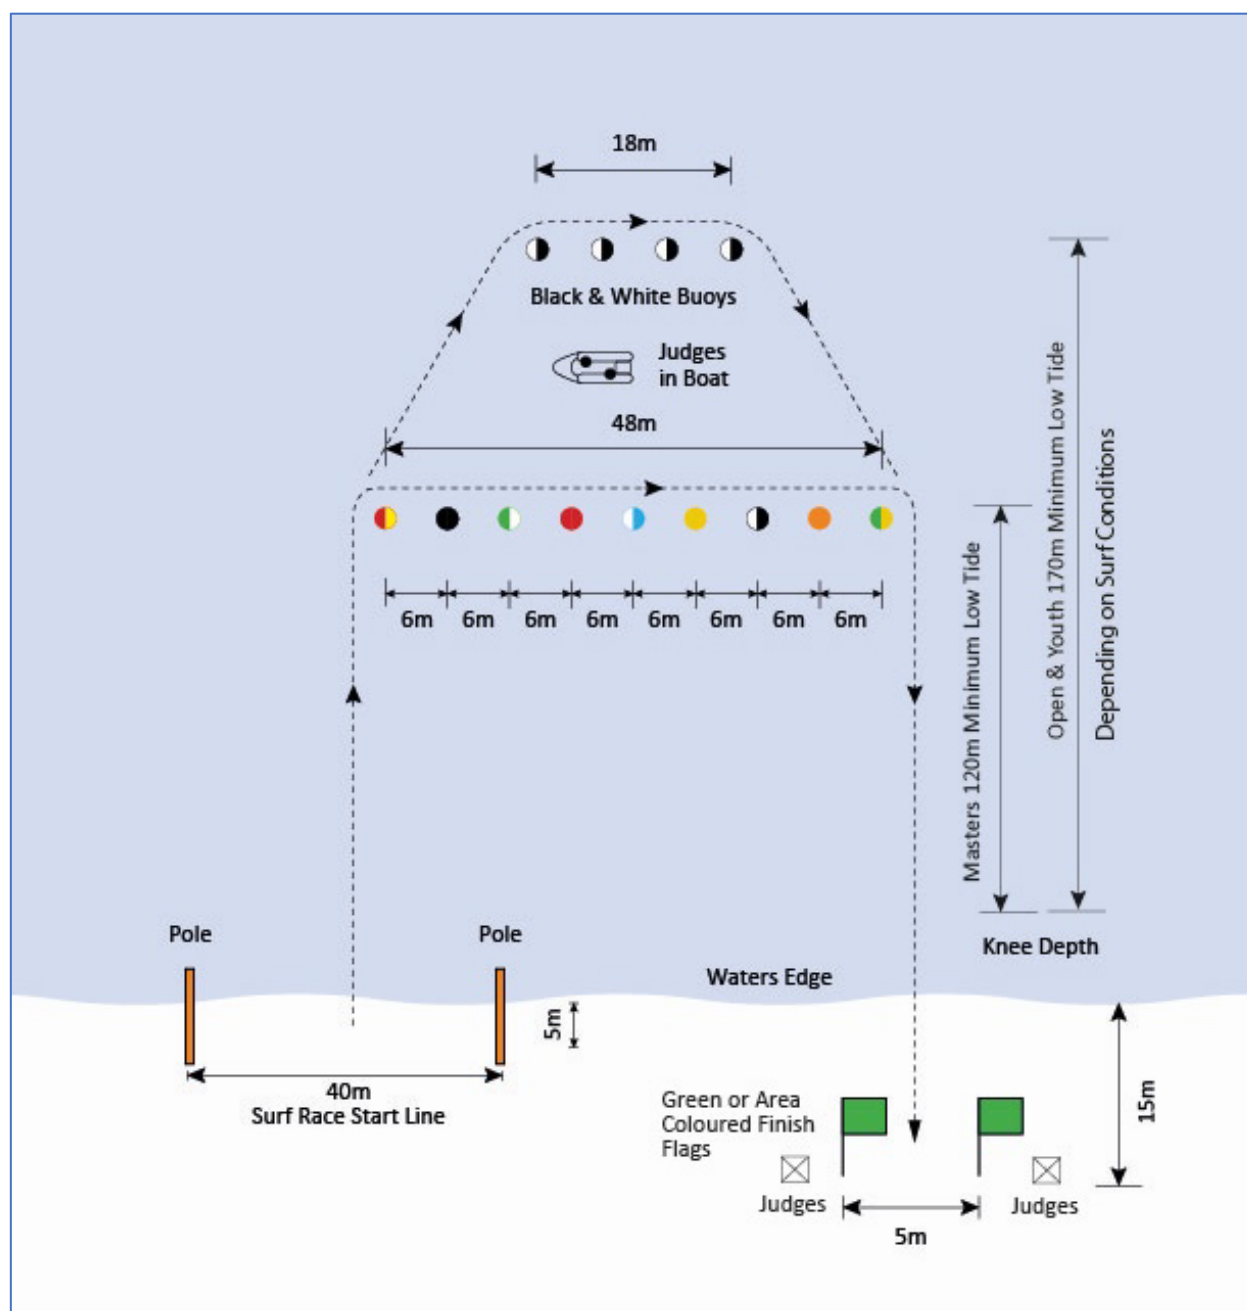 18m
Black & White Buoys
Judges
in Boat
48m
6m 6m 6m 6m 6m 6m 6m 6m
Masters 120m Minimum Low Tide
Open & Youth 170m Minimum Low Tide
Depending on Surf Conditions
Pole
Pole
Knee Depth
Waters Edge
5m
40m
Surf Race Start Line
Green or Area
Coloured Finish
Flags
15m
Judges
Judges
5m